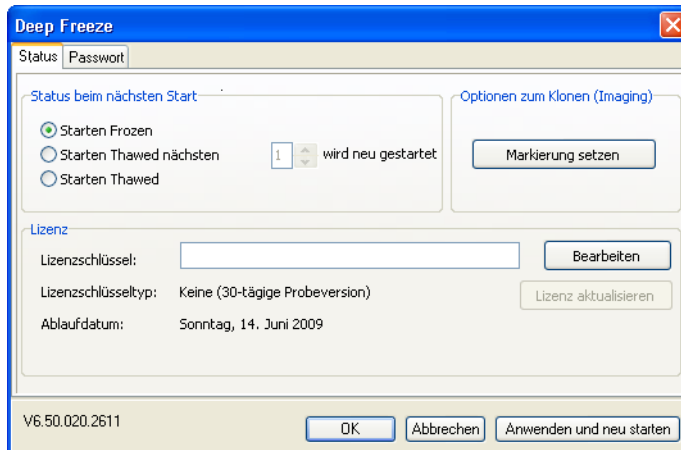 Deep Freeze
Status Passwort
Status beim nächsten Start
Starten Frozen
Starten Thawed nächsten 1 wird neu gestartet
Starten Thawed
Optionen zum Klonen (Imaging)
Markierung setzen
Lizenz
Lizenzschlüssel: Bearbeiten
Lizenzschlüsseltyp: Keine (30-tägige Probeversion) Lizenz aktualisieren
Ablaufdatum: Sonntag, 14. Juni 2009
V6.50.020.2611 OK Abbrechen Anwenden und neu starten